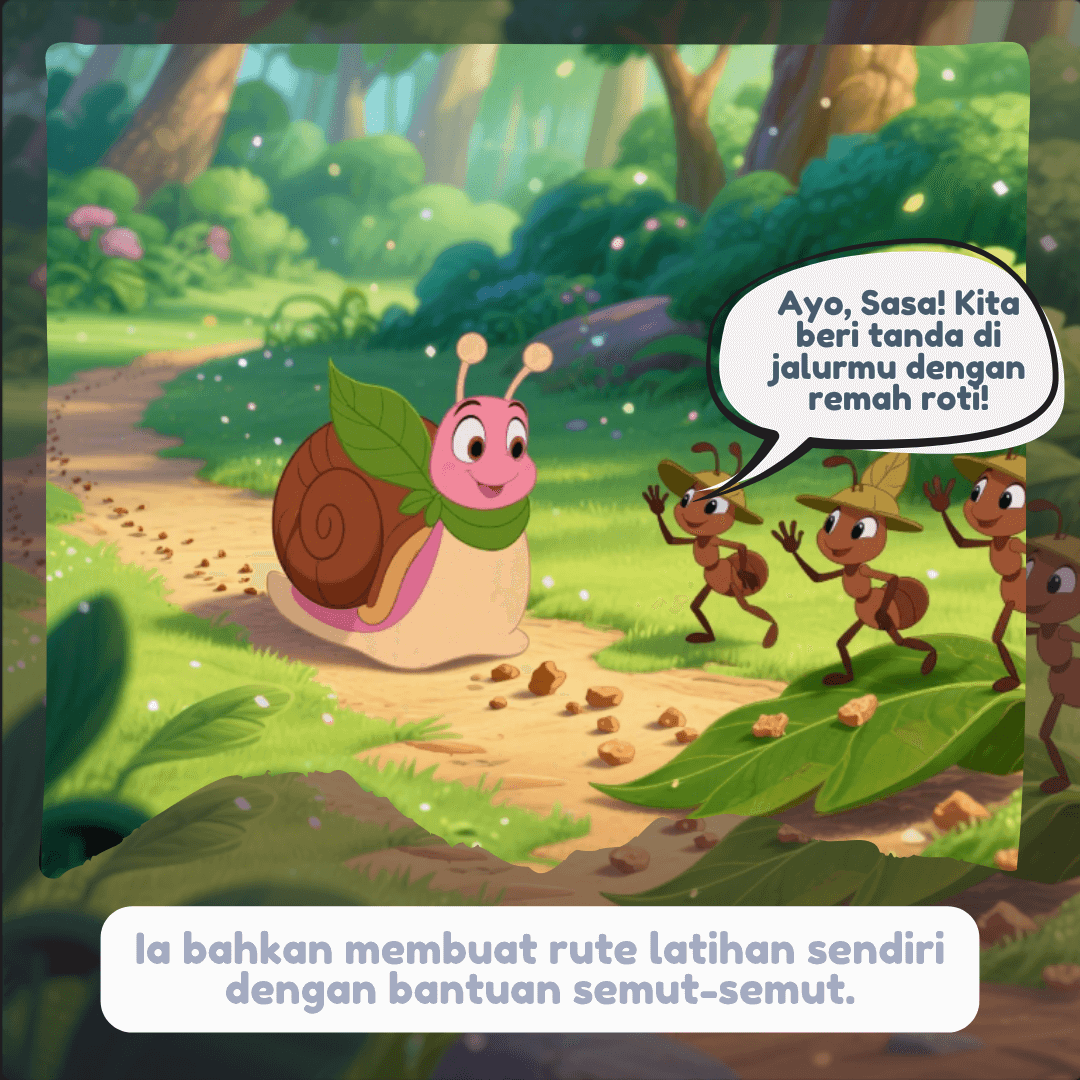 Ayo, Sasa! Kita
beri tanda di
jalurmu dengan
remah roti!
Ia bahkan membuat rute latihan sendiri
dengan bantuan semut-semut.